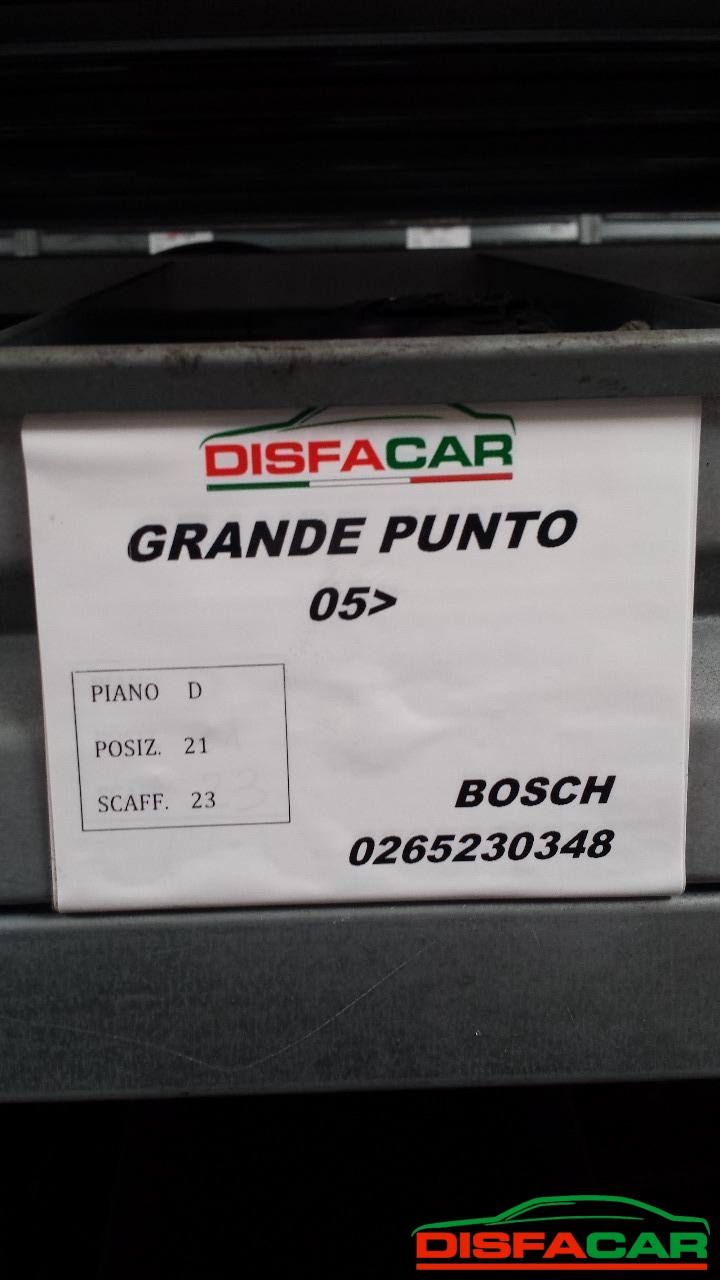 DISFACAR
GRANDE PUNTO
05>
PIANO D
POSIZ. 21
SCAFF. 23
BOSCH
0265230348
DISFACAR